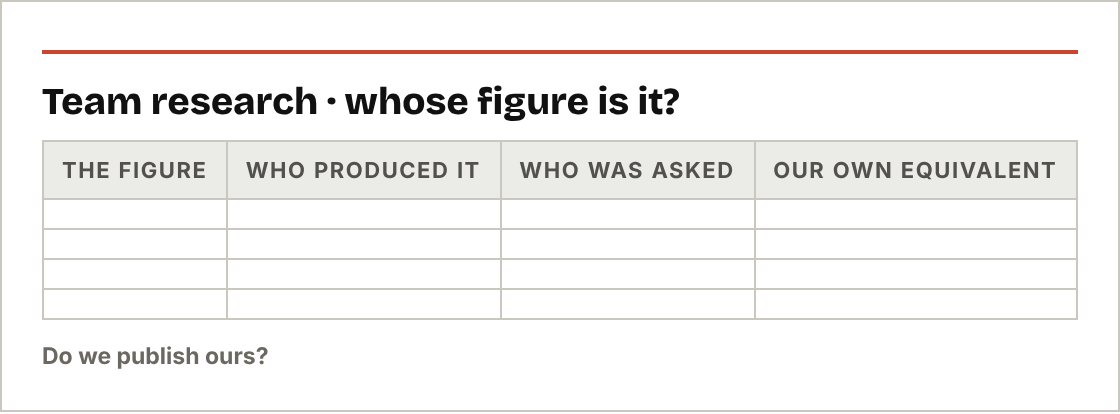 Team research · whose figure is it?
THE FIGURE WHO PRODUCED IT WHO WAS ASKED OUR OWN EQUIVALENT
Do we publish ours?